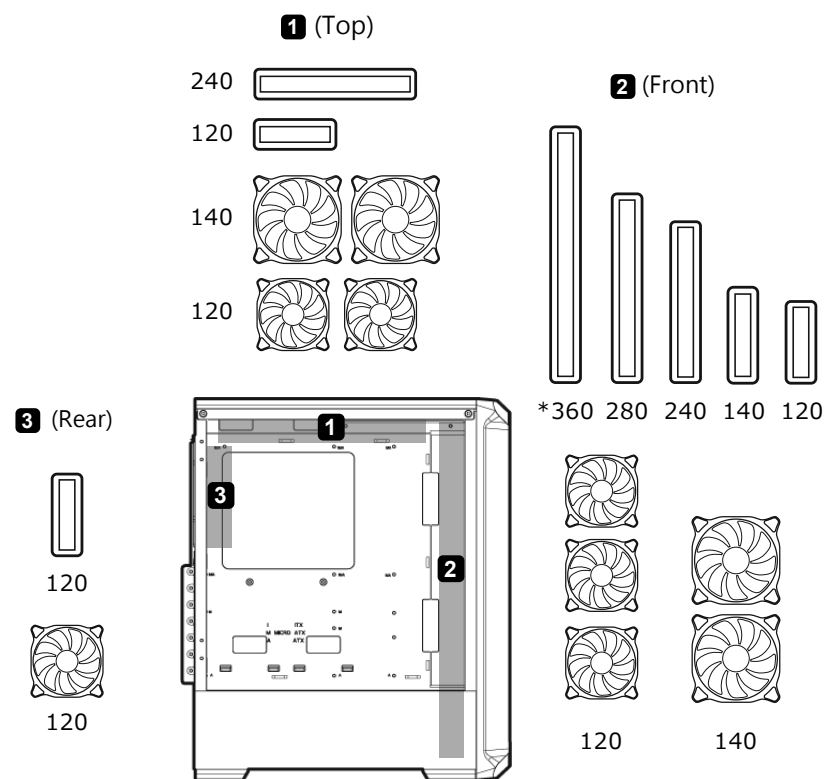 1 (Top)
240
120
140
120
2 (Front)
*360 280 240 140 120
3 (Rear)
120
120
1
3
2
I ITX
M MICRO ATX
A ATX
M
M
A
A
120 140